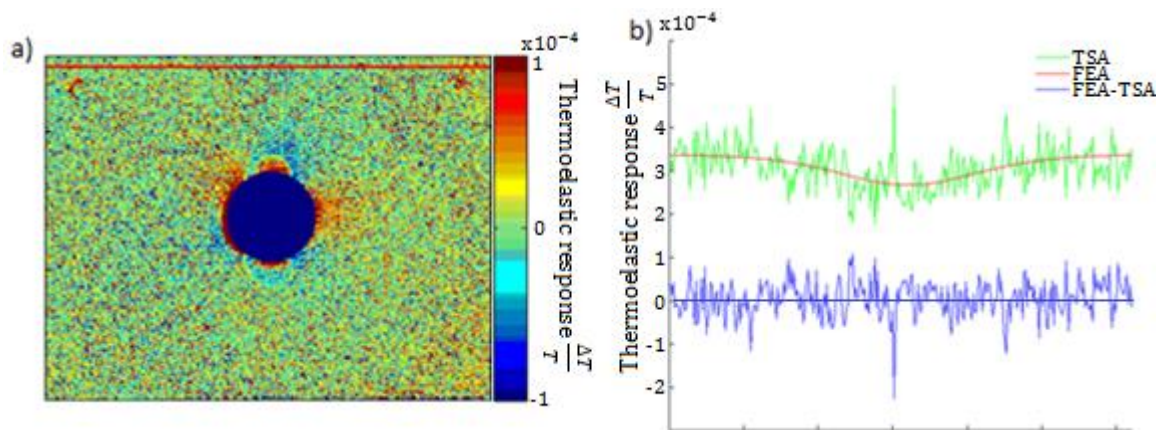 a)
x10⁻⁴
1
0
-1
Thermoelastic response ΔT/T
b)
x10⁻⁴
5
4
3
2
1
0
-1
-2
Thermoelastic response ΔT/T
TSA
FEA
FEA-TSA